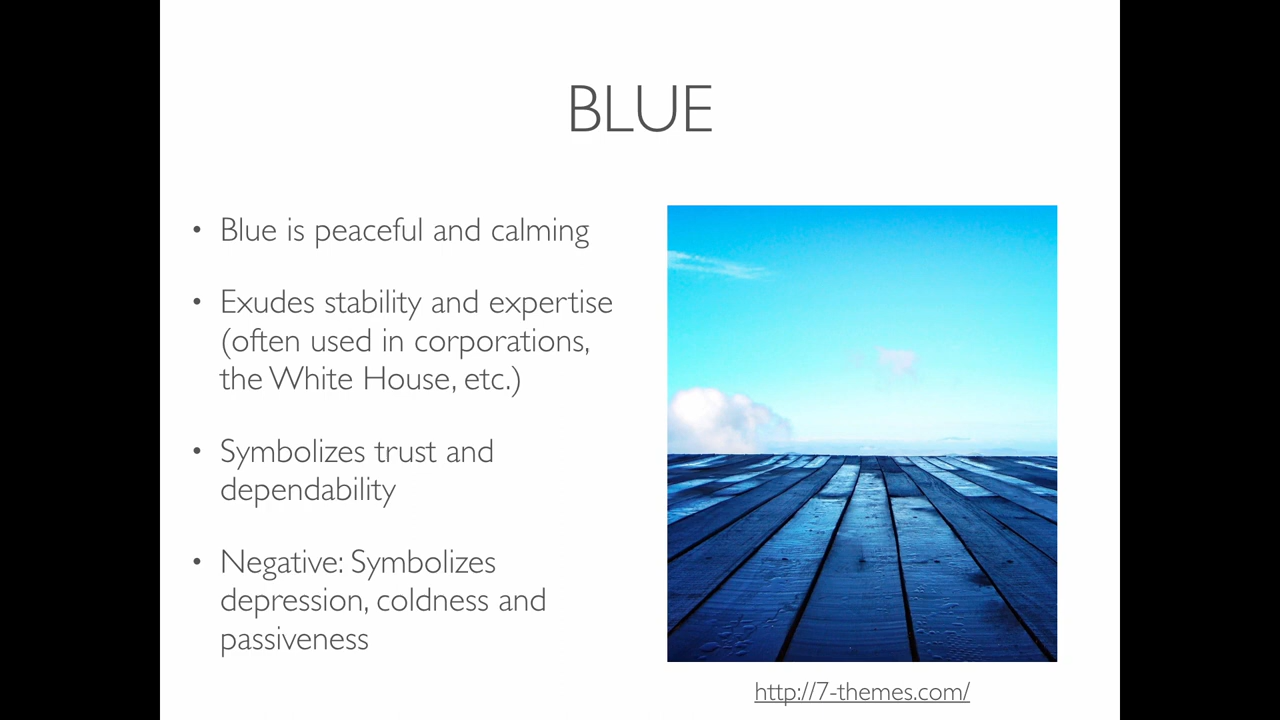 BLUE
• Blue is peaceful and calming
• Exudes stability and expertise
(often used in corporations,
the White House, etc.)
• Symbolizes trust and
dependability
• Negative: Symbolizes
depression, coldness and
passiveness
http://7-themes.com/